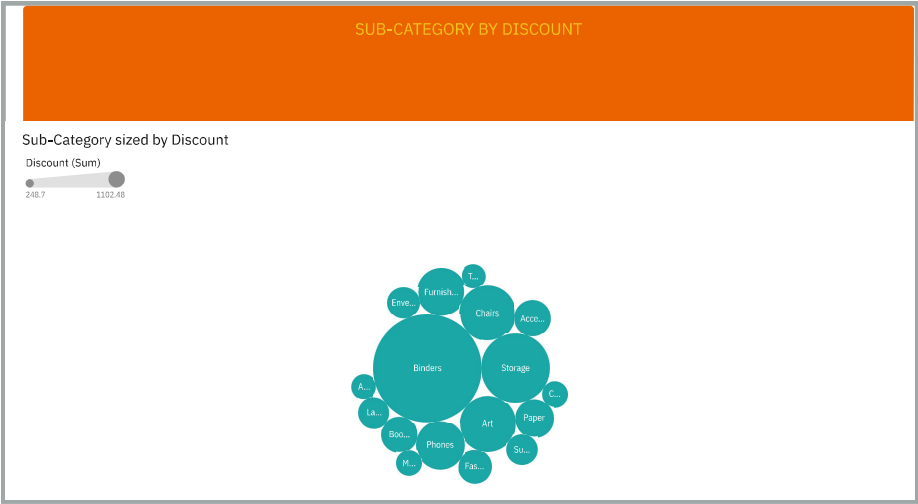 SUB-CATEGORY BY DISCOUNT
Sub-Category sized by Discount
Discount (Sum)
248.7 1102.48
T...
Furnish...
Enve...
Chairs
Acce...
Binders
Storage
A...
C...
La...
Paper
Art
Boo...
Phones
Su...
M...
Fas...